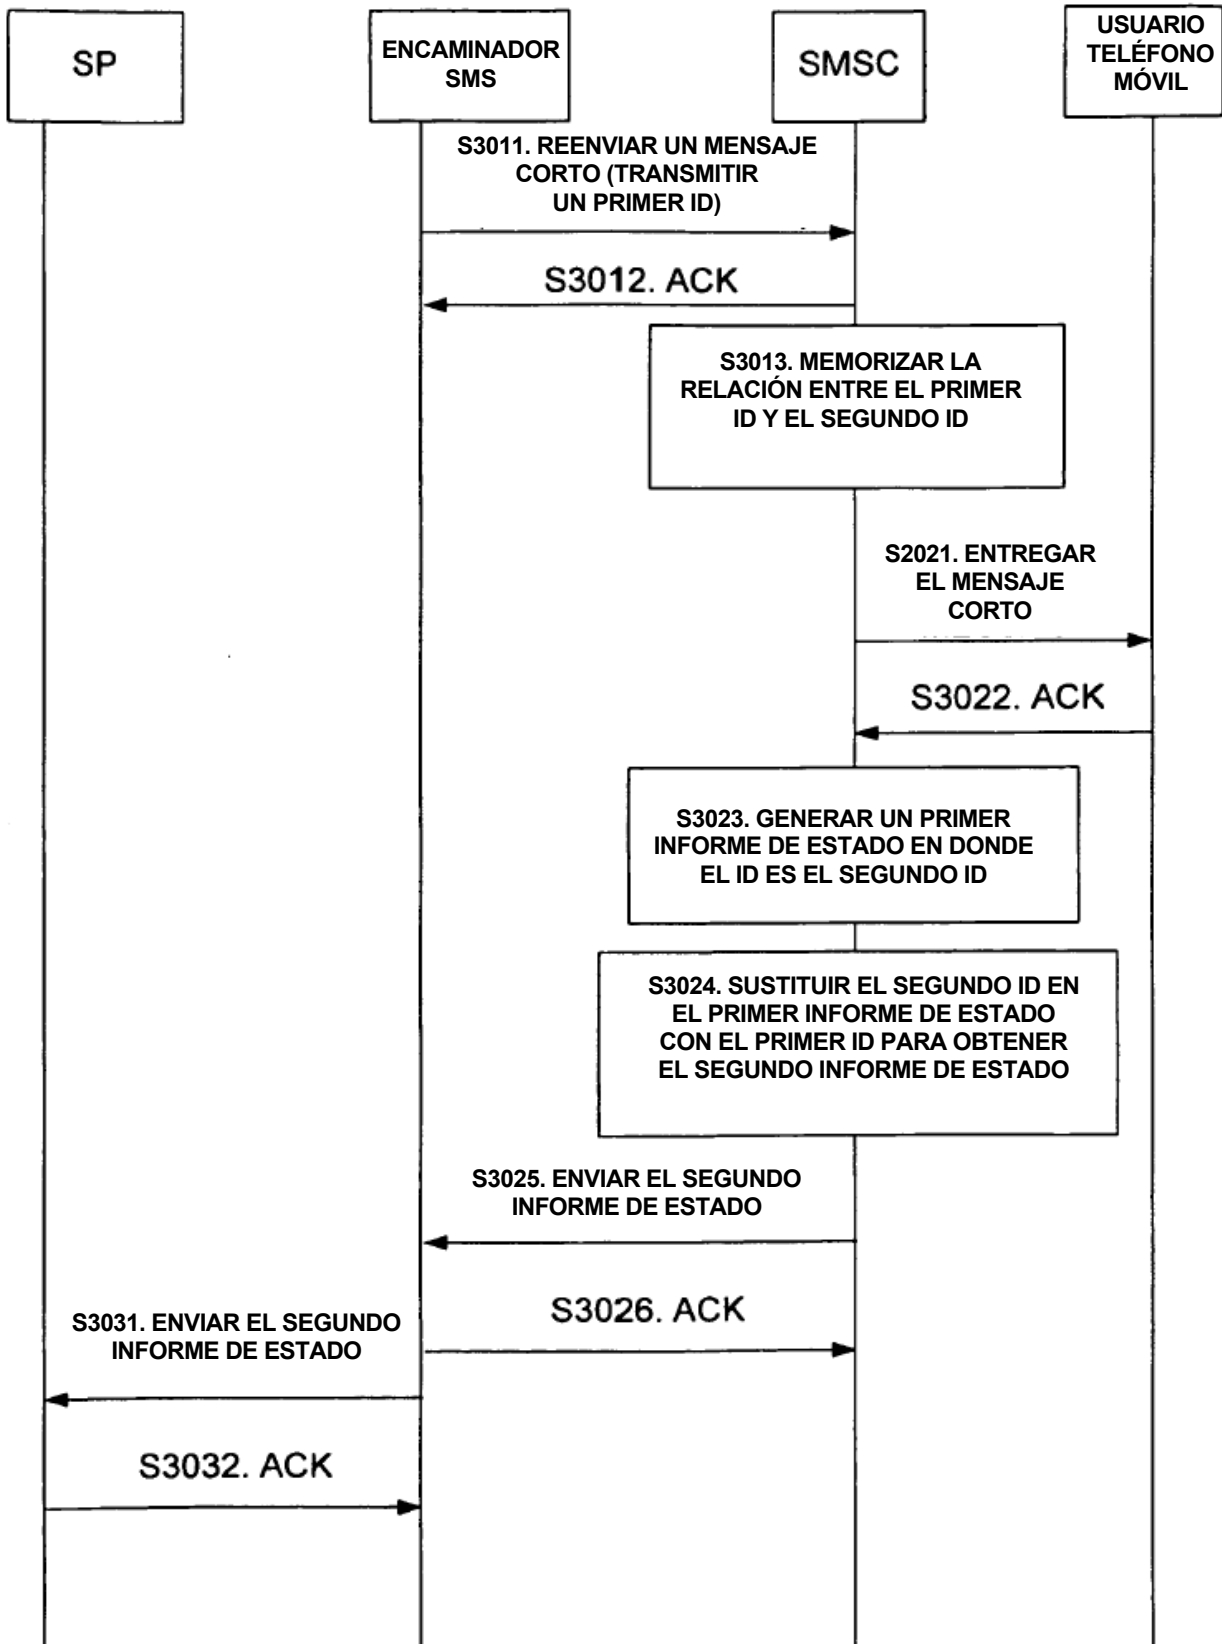 SP
ENCAMINADOR
SMS
SMSC
USUARIO
TELÉFONO
MÓVIL
S3011. REENVIAR UN MENSAJE
CORTO (TRANSMITIR
UN PRIMER ID)
S3012. ACK
S3013. MEMORIZAR LA
RELACIÓN ENTRE EL PRIMER
ID Y EL SEGUNDO ID
S2021. ENTREGAR
EL MENSAJE
CORTO
S3022. ACK
S3023. GENERAR UN PRIMER
INFORME DE ESTADO EN DONDE
EL ID ES EL SEGUNDO ID
S3024. SUSTITUIR EL SEGUNDO ID EN
EL PRIMER INFORME DE ESTADO
CON EL PRIMER ID PARA OBTENER
EL SEGUNDO INFORME DE ESTADO
S3025. ENVIAR EL SEGUNDO
INFORME DE ESTADO
S3026. ACK
S3031. ENVIAR EL SEGUNDO
INFORME DE ESTADO
S3032. ACK